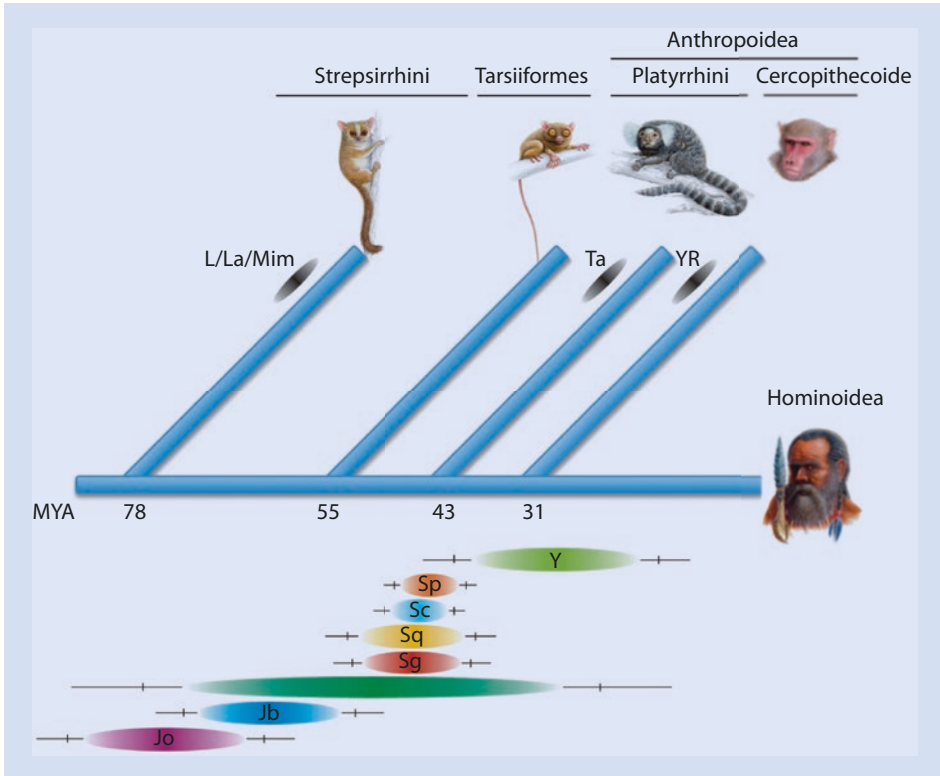 Anthropoidea
Strepsirrhini Tarsiiformes Platyrrhini Cercopithecoide
L/La/Mim Ta YR
Hominoidea
MYA 78 55 43 31
Y
Sp
Sc
Sq
Sg
Jb
Jo